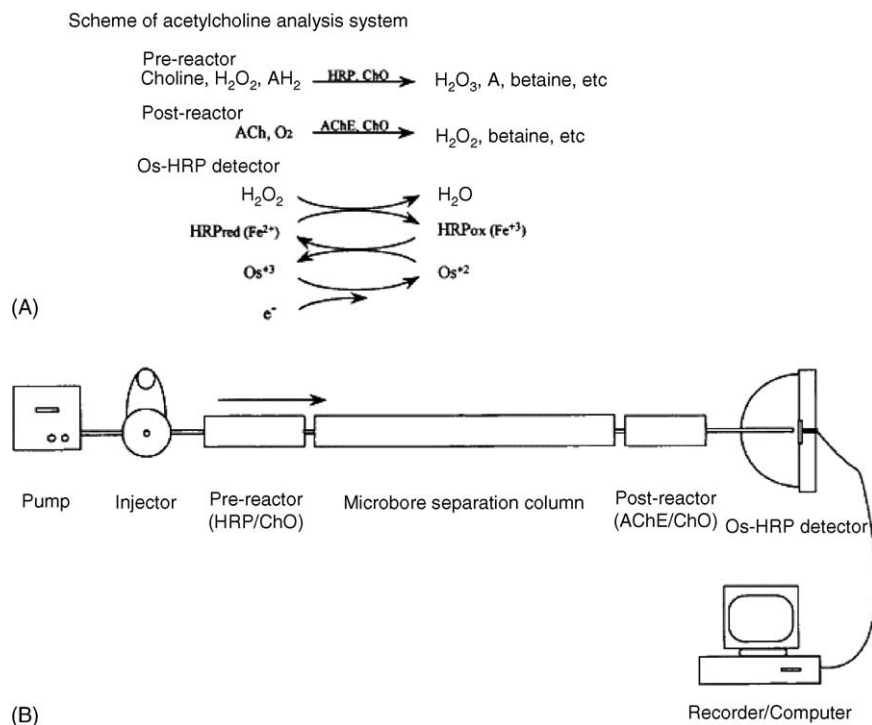 Scheme of acetylcholine analysis system
Pre-reactor
Choline, H₂O₂, AH₂ HRP, ChO H₂O₃, A, betaine, etc
Post-reactor
ACh, O₂ AChE, ChO H₂O₂, betaine, etc
Os-HRP detector
H₂O₂ H₂O
HRPred (Fe²⁺) HRPox (Fe⁺³)
Os⁺³ Os⁺²
e⁻
(A)
Pump Injector Pre-reactor (HRP/ChO) Microbore separation column Post-reactor (AChE/ChO) Os-HRP detector
Recorder/Computer
(B)